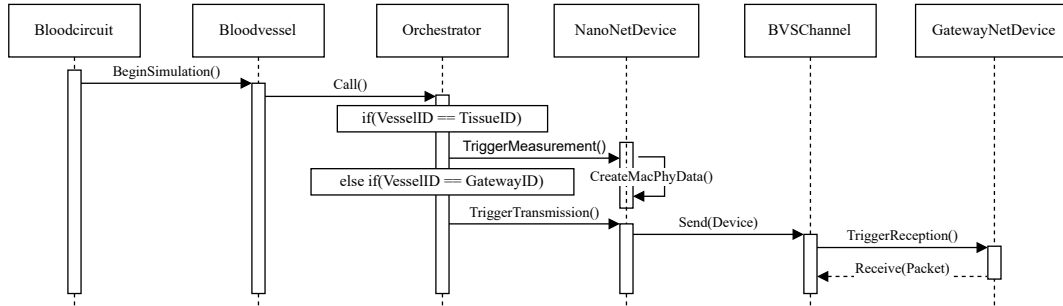 Bloodcircuit
Bloodvessel
Orchestrator
NanoNetDevice
BVSChannel
GatewayNetDevice
BeginSimulation()
Call()
if(VesselID == TissueID)
TriggerMeasurement()
CreateMacPhyData()
else if(VesselID == GatewayID)
TriggerTransmission()
Send(Device)
TriggerReception()
Receive(Packet)